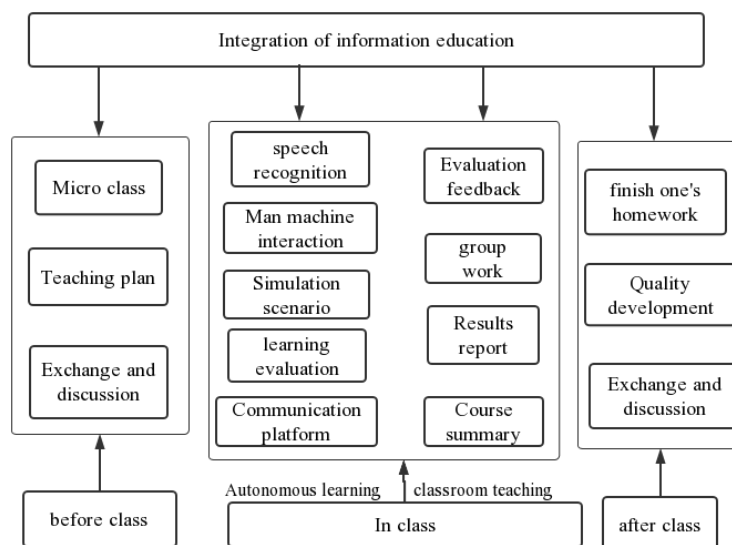 Integration of information education
Micro class
Teaching plan
Exchange and
discussion
before class
speech
recognition
Man machine
interaction
Simulation
scenario
learning
evaluation
Communication
platform
Evaluation
feedback
group
work
Results
report
Course
summary
Autonomous learning
classroom teaching
In class
finish one's
homework
Quality
development
Exchange and
discussion
after class